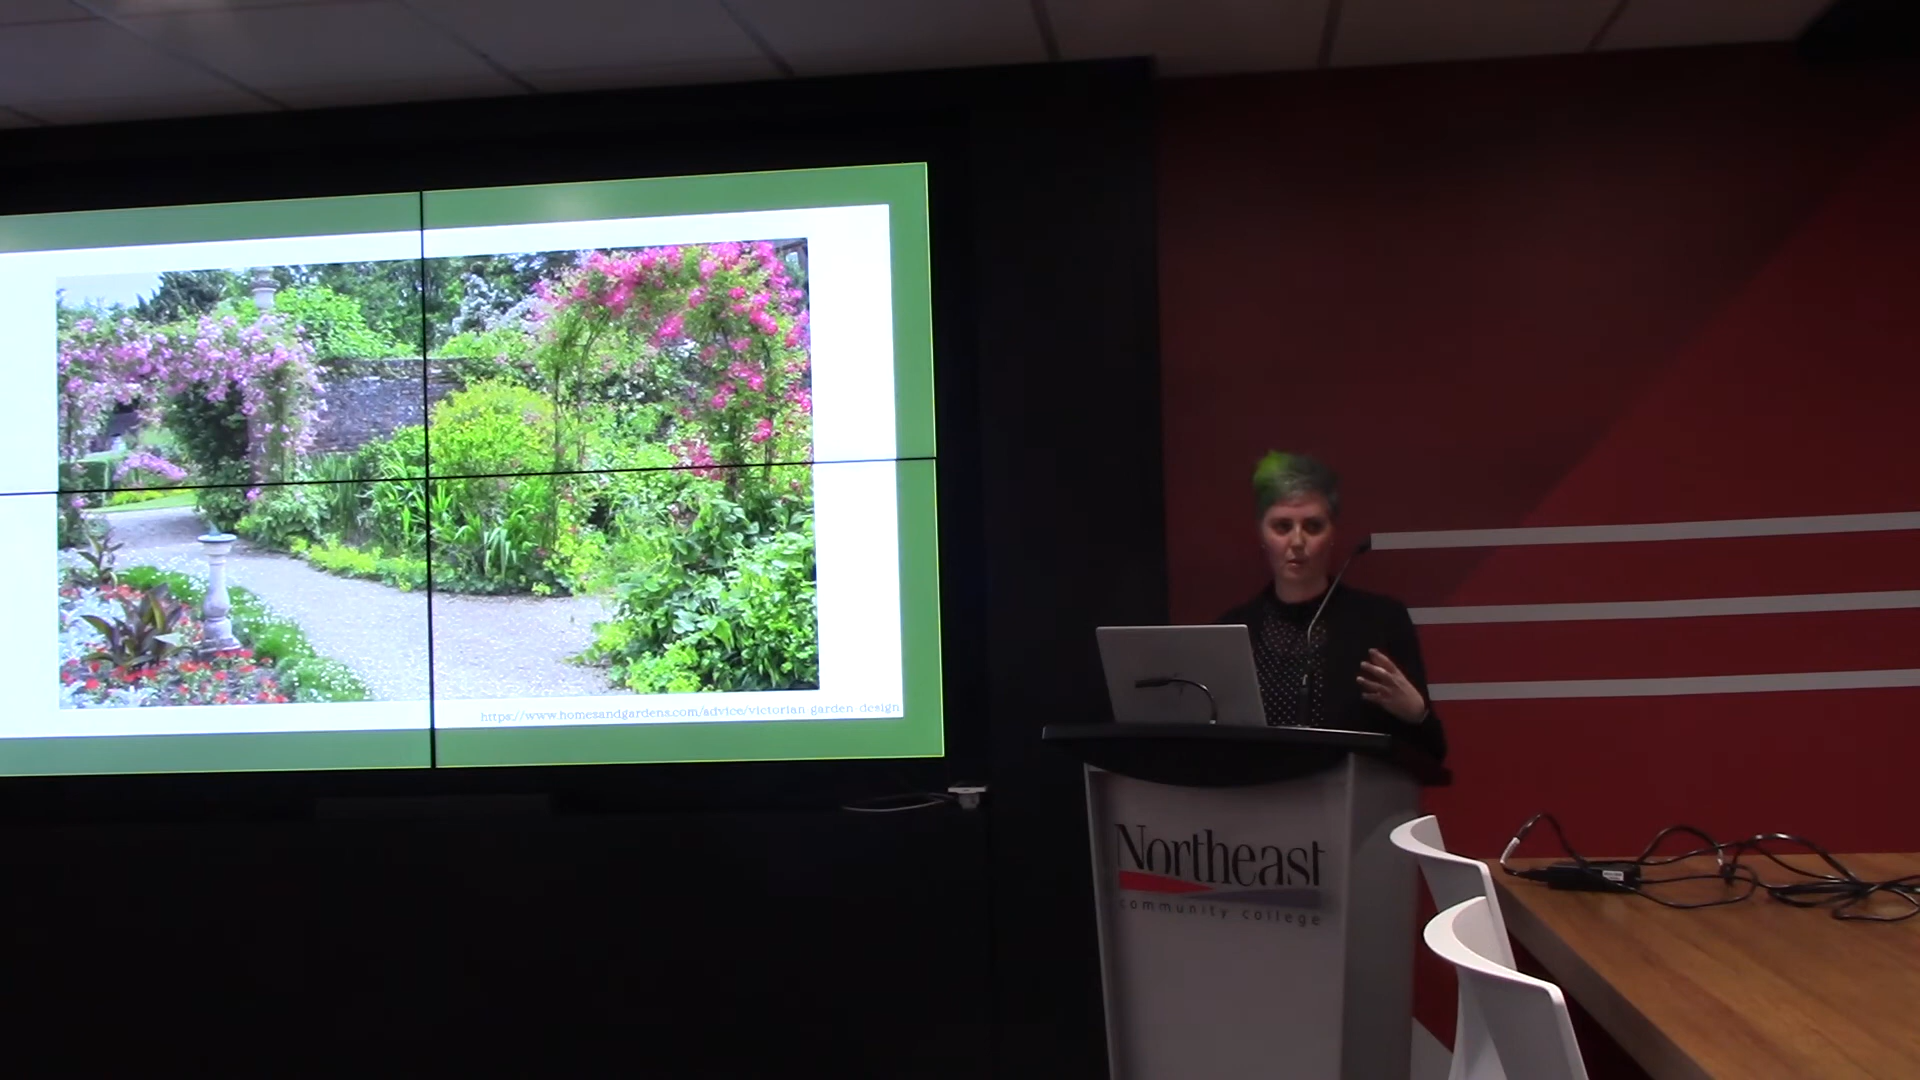 https://www.homesandgardens.com/advice/victorian-garden-design
Northeast
community college